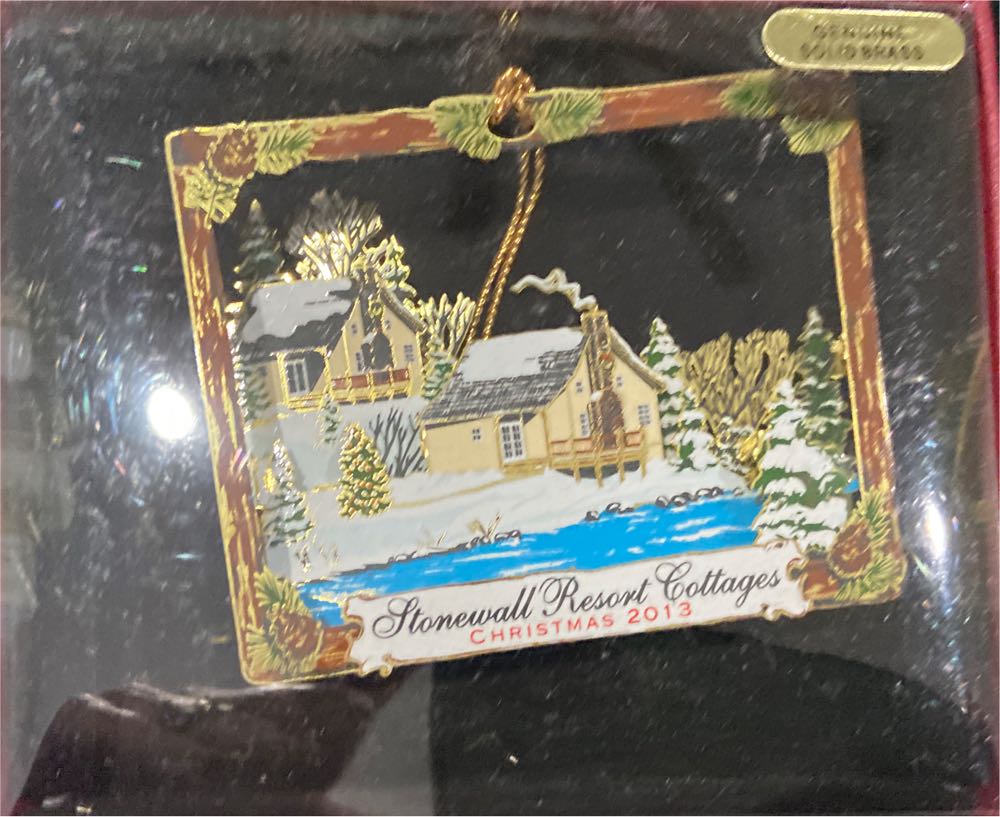 GENUINE
SOLID BRASS
Stonewall Resort Cottages
CHRISTMAS 2013